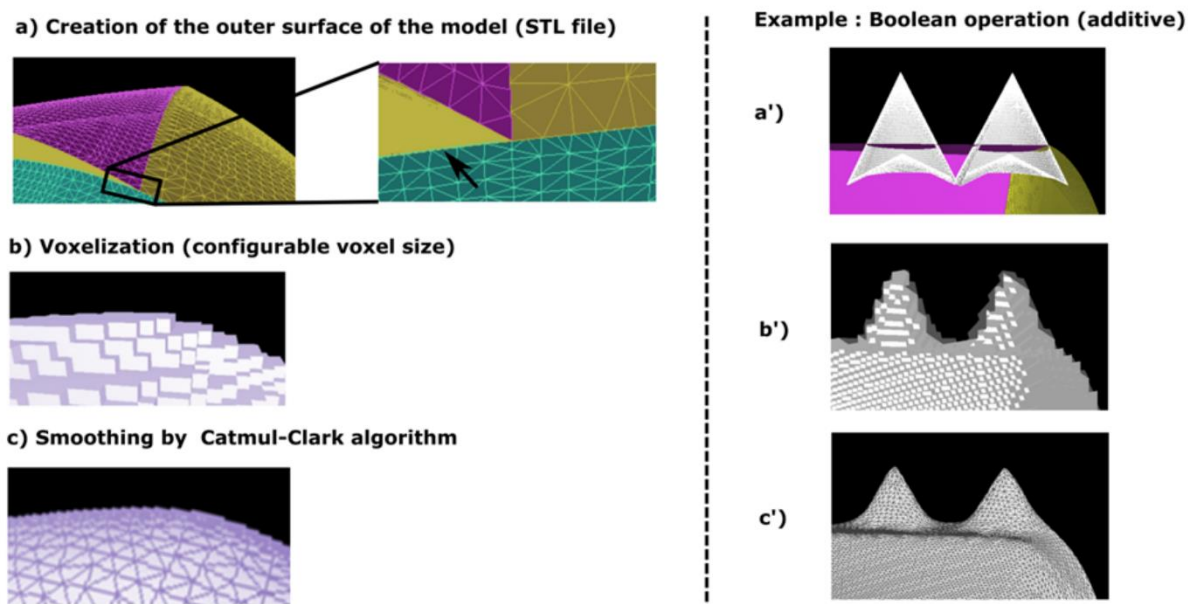 a) Creation of the outer surface of the model (STL file)
b) Voxelization (configurable voxel size)
c) Smoothing by Catmul-Clark algorithm
Example : Boolean operation (additive)
a')
b')
c')